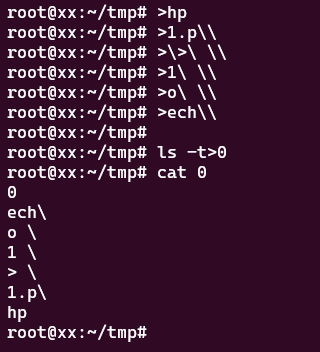 root@xx:~/tmp# >hp
root@xx:~/tmp# >1.p\\
root@xx:~/tmp# >\>\ \\
root@xx:~/tmp# >1\ \\
root@xx:~/tmp# >o\ \\
root@xx:~/tmp# >ech\\
root@xx:~/tmp#
root@xx:~/tmp# ls -t>0
root@xx:~/tmp# cat 0
0
ech\
o \
1 \
> \
1.p\
hp
root@xx:~/tmp#